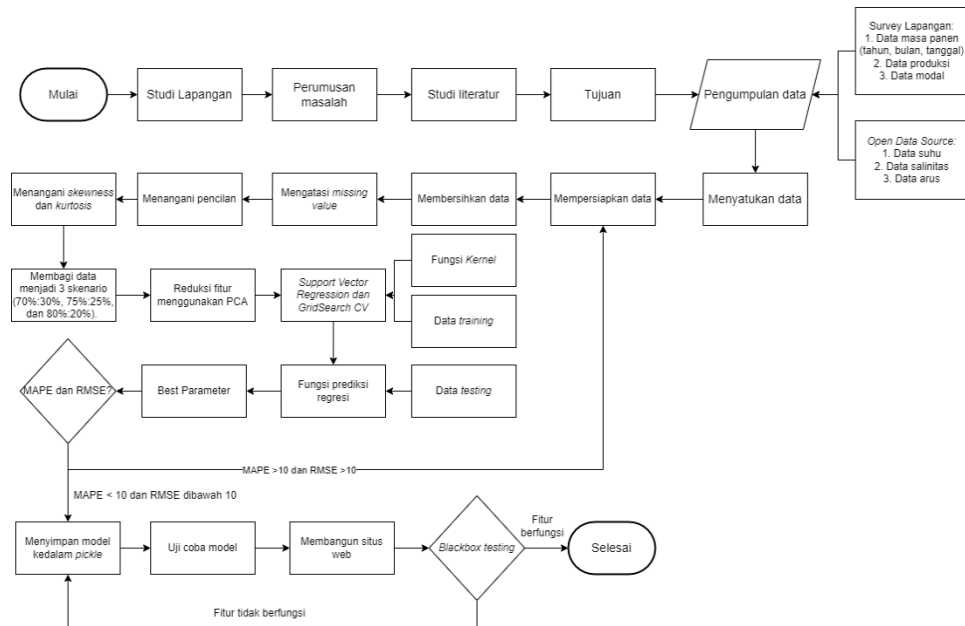 Survey Lapangan:
1. Data masa panen
(tahun, bulan, tanggal)
2. Data produksi
3. Data modal
Mulai
Studi Lapangan
Perumusan
masalah
Studi literatur
Tujuan
Pengumpulan data
Open Data Source:
1. Data suhu
2. Data salinitas
3. Data arus
Menangani skewness
dan kurtosis
Menangani pencilan
Mengatasi missing
value
Membersihkan data
Mempersiapkan data
Menyatukan data
Membagi data
menjadi 3 skenario
(70%:30%, 75%:25%,
dan 80%:20%).
Reduksi fitur
menggunakan PCA
Support Vector
Regression dan
GridSearch CV
Fungsi Kernel
Data training
MAPE dan RMSE?
Best Parameter
Fungsi prediksi
regresi
Data testing
MAPE >10 dan RMSE >10
MAPE < 10 dan RMSE dibawah 10
Menyimpan model
kedalam pickle
Uji coba model
Membangun situs
web
Blackbox testing
Fitur
berfungsi
Selesai
Fitur tidak berfungsi